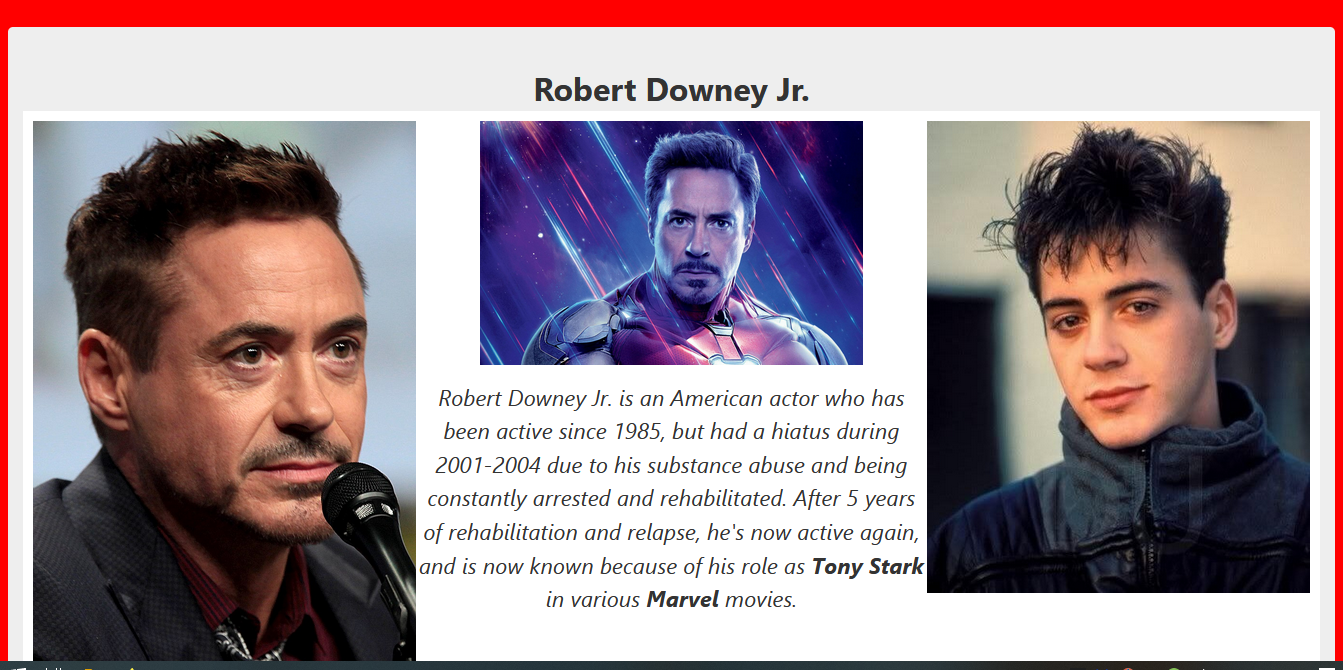 Robert Downey Jr.
Robert Downey Jr. is an American actor who has
been active since 1985, but had a hiatus during
2001-2004 due to his substance abuse and being
constantly arrested and rehabilitated. After 5 years
of rehabilitation and relapse, he's now active again,
and is now known because of his role as Tony Stark
in various Marvel movies.